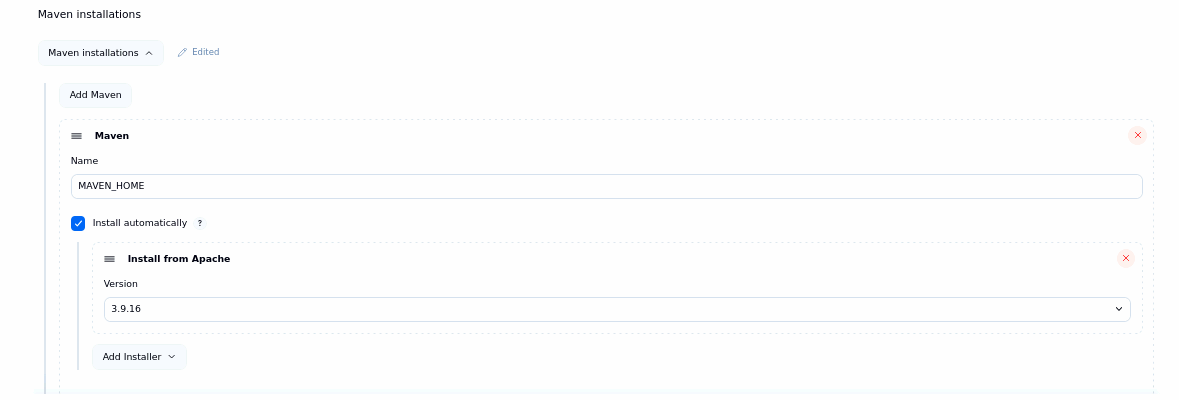 Maven installations
Maven installations
Edited
Add Maven
Maven
Name
MAVEN_HOME
Install automatically ?
Install from Apache
Version
3.9.16
Add Installer